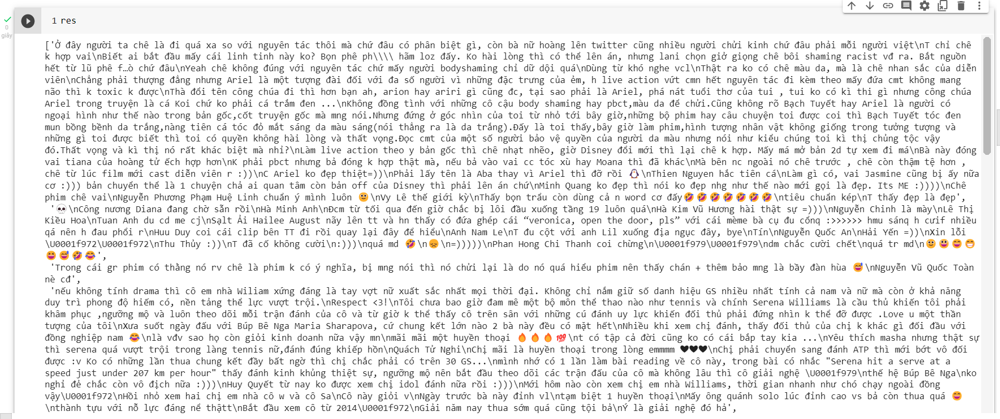 0
giây
1 res
['Ở đây người ta chê là đi quá xa so với nguyên tác thôi mà chứ đâu có phân biệt gì, còn bà nữ hoàng lên twitter cũng nhiều người chửi kinh chứ đâu phải mỗi người việt\nT chỉ chê
k hợp vai\nBiết ai bắt đầu mấy cái linh tinh này ko? Bọn phê ph\\\\ hãm loz đấy. Ko hài lòng thì có thể lên án, nhưng lani chọn giở giọng chê bôi shaming racist vđ ra. Bắt nguồn
hết từ lũ phê f…ò chứ đâu\nYeah chê không đúng với nguyên tác chứ mấy người bodyshaming chỉ dữ dội quá\nDùng từ khó nghe vcl\nThật ra ko có chê màu da, mà là chê nhan sắc của diễn
viên\nChẳng phải thượng đẳng nhưng Ariel là một tượng đài đối với đa số người vì những đặc trưng của ẻm, h live action vứt cmn hết nguyên tác đi kèm theo mấy đứa cmt không mang
não thì k toxic k được\nThà đổi tên công chúa đi thì hơn bạn ah, arion hay ariri gì cũng đc, tại sao phải là Ariel, phá nát tuổi thơ của tui , tui ko có kì thi gì nhưng công chúa
Ariel trong truyện là cá Koi chứ ko phải cá trắm đen ...\nKhông đồng tình với những cô cậu body shaming hay pbct,màu da để chửi.Cũng không rõ Bạch Tuyết hay Ariel là người có
ngoại hình như thế nào trong bản gốc,cốt truyện gốc mà mng nói.Nhưng đứng ở góc nhìn của toi từ nhỏ tới bây giờ,những bộ phim hay câu chuyện toi được coi thì Bạch Tuyết tóc đen
mun bồng bềnh da trắng,nàng tiên cá tóc đỏ mắt sáng da màu sáng(nói thẳng ra là da trắng).Đấy là toi thấy,bây giờ làm phim,hình tượng nhân vật không giống trong tưởng tượng và
những gì toi được biết thì toi có quyền không hài lòng và thất vọng.Đọc cmt của một số người bảo vệ quyền của người da màu nhưng nói như kiểu chúng toi kì thị chủng tộc vậy
đó.Thất vọng và kì thị nó rất khác biệt mà nhỉ?\nLàm live action theo y bản gốc thì chê nhạt nhẽo, giờ Disney đổi mới thì lại chê k hợp. Mấy má mở bản 2d tự xem đi má\nBà này đóng
vai tiana của hoàng tử ếch hợp hơn\nK phải pbct nhưng bả đóng k hợp thật mà, nếu bả vào vai cc tóc xù hay Moana thì đã khác\nMà bên nc ngoài nó chê trước , chê còn thậm tệ hơn ,
chê từ lúc film mới cast diễn viên r :))\nC Ariel ko đẹp thiệt=))\nPhải lấy tên là Aba thay vì Ariel thì đỡ rồi 🐧\nThien Nguyen hắc tiên cá\nLàm gì có, vai Jasmine cũng bị ấy nữa
cơ :))) bản chuyển thể là 1 chuyện chả ai quan tâm còn bản off của Disney thì phải lên án chứ\nMinh Quang ko đẹp thì nói ko đẹp nhg như thế nào mới gọi là đẹp. Its ME :))))\nChê
phim chê vai\nNguyễn Phương Phạm Huệ Linh chuẩn ý mình luôn 🙂\nVy Lê thế giới kỳ\nThấy bọn trẩu còn dùng cả n word cơ đấy🤣🤣🤣🤣🤣🤣🤣\ntiêu chuẩn kép\nT thấy đẹp là đẹp',
'💀\nCông nương Diana đang chờ sẵn rồi\nHà Minh Anh\nĐcm từ tối qua đến giờ chắc bị lôi đầu xuống tầng 19 luôn quá\nHà Kim Vũ Hương hài thật sự =)))\nNguyễn Chinh là mày\nLê Thị
Kiều Hoa\nTuan Anh du cd me cj\nSạlt Ải Hailee August nãy lên tt và hn thấy có đứa ghép cái “veronica, open the door, pls” với cái mème bà cụ đu cổnq :>>>>>> hmu sánq h cưif nhiều
qá nên h đau phổi r\nHuu Duy coi cái clip bên TT đi rồi quay lại đây để hiểu\nAnh Nam Le\nT đu cột với anh Lil xuống địa ngục đây, bye\nTín\nNguyễn Quốc An\nHải Yến =))\nXin lỗi
\U0001f972\U0001f972\nThu Thủy :))\nT đã cố không cười\n:)))\nquá md 🤣\n😞\n=)))))\nPhan Hong Chi Thanh coi chừng\n\U0001f979\U0001f979\ndm chắc cười chết\nquá tr md\n🙂😃😄😁
😆😅🤣😂',
'Trong cái gr phim có thằng nó rv chê là phim k có ý nghĩa, bị mng nói thì nó chửi lại là do nó quá hiểu phim nên thấy chán + thêm bảo mng là bầy đàn hùa 😅\nNguyễn Vũ Quốc Toàn
nè cđ',
'nếu không tính drama thì cô em nhà Wiliam xứng đáng là tay vợt nữ xuất sắc nhất mọi thời đại. Không chỉ nắm giữ số danh hiệu GS nhiều nhất tính cả nam và nữ mà còn ở khả năng
duy trì phong độ hiếm có, nền tảng thể lực vượt trội.\nRespect <3!\nTôi chưa bao giờ đam mê một bộ môn thể thao nào như tennis và chính Serena Williams là cầu thủ khiến tôi phải
khâm phục ,ngưỡng mộ và luôn theo dõi mỗi trận đánh của cô và từ giờ k thể thấy cô trên sân với những cú đánh uy lực khiến đối thủ phải đứng nhìn k thể đỡ được .Love u một thần
tượng của tôi\nXưa suốt ngày đấu với Búp Bê Nga Maria Sharapova, cứ chung kết lớn nào 2 bà này đều có mặt hết\nNhiều khi xem chị đánh, thấy đối thủ của chị k khác gì đối đầu với
đồng nghiệp nam 😂\nlà vđv sao họ còn giỏi kinh doanh nữa vậy mn\nmãi mãi một huyền thoại 🔥🔥🔥💯\nt có tập cả đời cũng ko có cái bắp tay kia ...\nYêu thích masha nhưng thật sự
thì serena quá vượt trội trong làng tennis nữ,đánh đúng khiếp hồn\nQuách Tử Nghi\nChị mãi là huyền thoại trong lòng emmmm 🖤🖤🖤\nChị phải chuyển sang đánh ATP thì mới bớt vô đối
được :v Ko có những lần thua chung kết đầy bất ngờ thì chị chắc phải có trên 30 GS...\nmình nhớ có 1 lần làm bài reading về cô này, trong bài có nhắc "Serena hit a serve at a
speed just under 207 km per hour" thấy đánh kinh khủng thiệt sự, ngưỡng mộ nên bắt đầu theo dõi các trận đấu của cô mà không lâu thì cô giải nghệ \U0001f979\nthế hệ Búp Bê Nga\nko
nghỉ đẻ chắc còn vô địch nữa :)))\nHuy Quyết từ nay ko được xem chị idol đánh nữa rồi :)))\nMới hôm nào còn xem chị em nhà Williams, thời gian nhanh như chó chạy ngoài đồng
vậy\U0001f972\nHồi nhỏ xem hai chị em nhà cô w và cô Sa\nCô này giỏi v\nNgày trước bà này đỉnh vl\ntạm biệt 1 huyền thoại\nMấy ông quánh solo lúc đỉnh cao vs bả còn thua quá 😄
\nthành tựu với nỗ lực đáng nể thậtt\nBắt đầu xem cô từ 2014\U0001f972\nGiải năm nay thua sớm quá cũng tội bả\nÝ là giải nghệ đó hả',